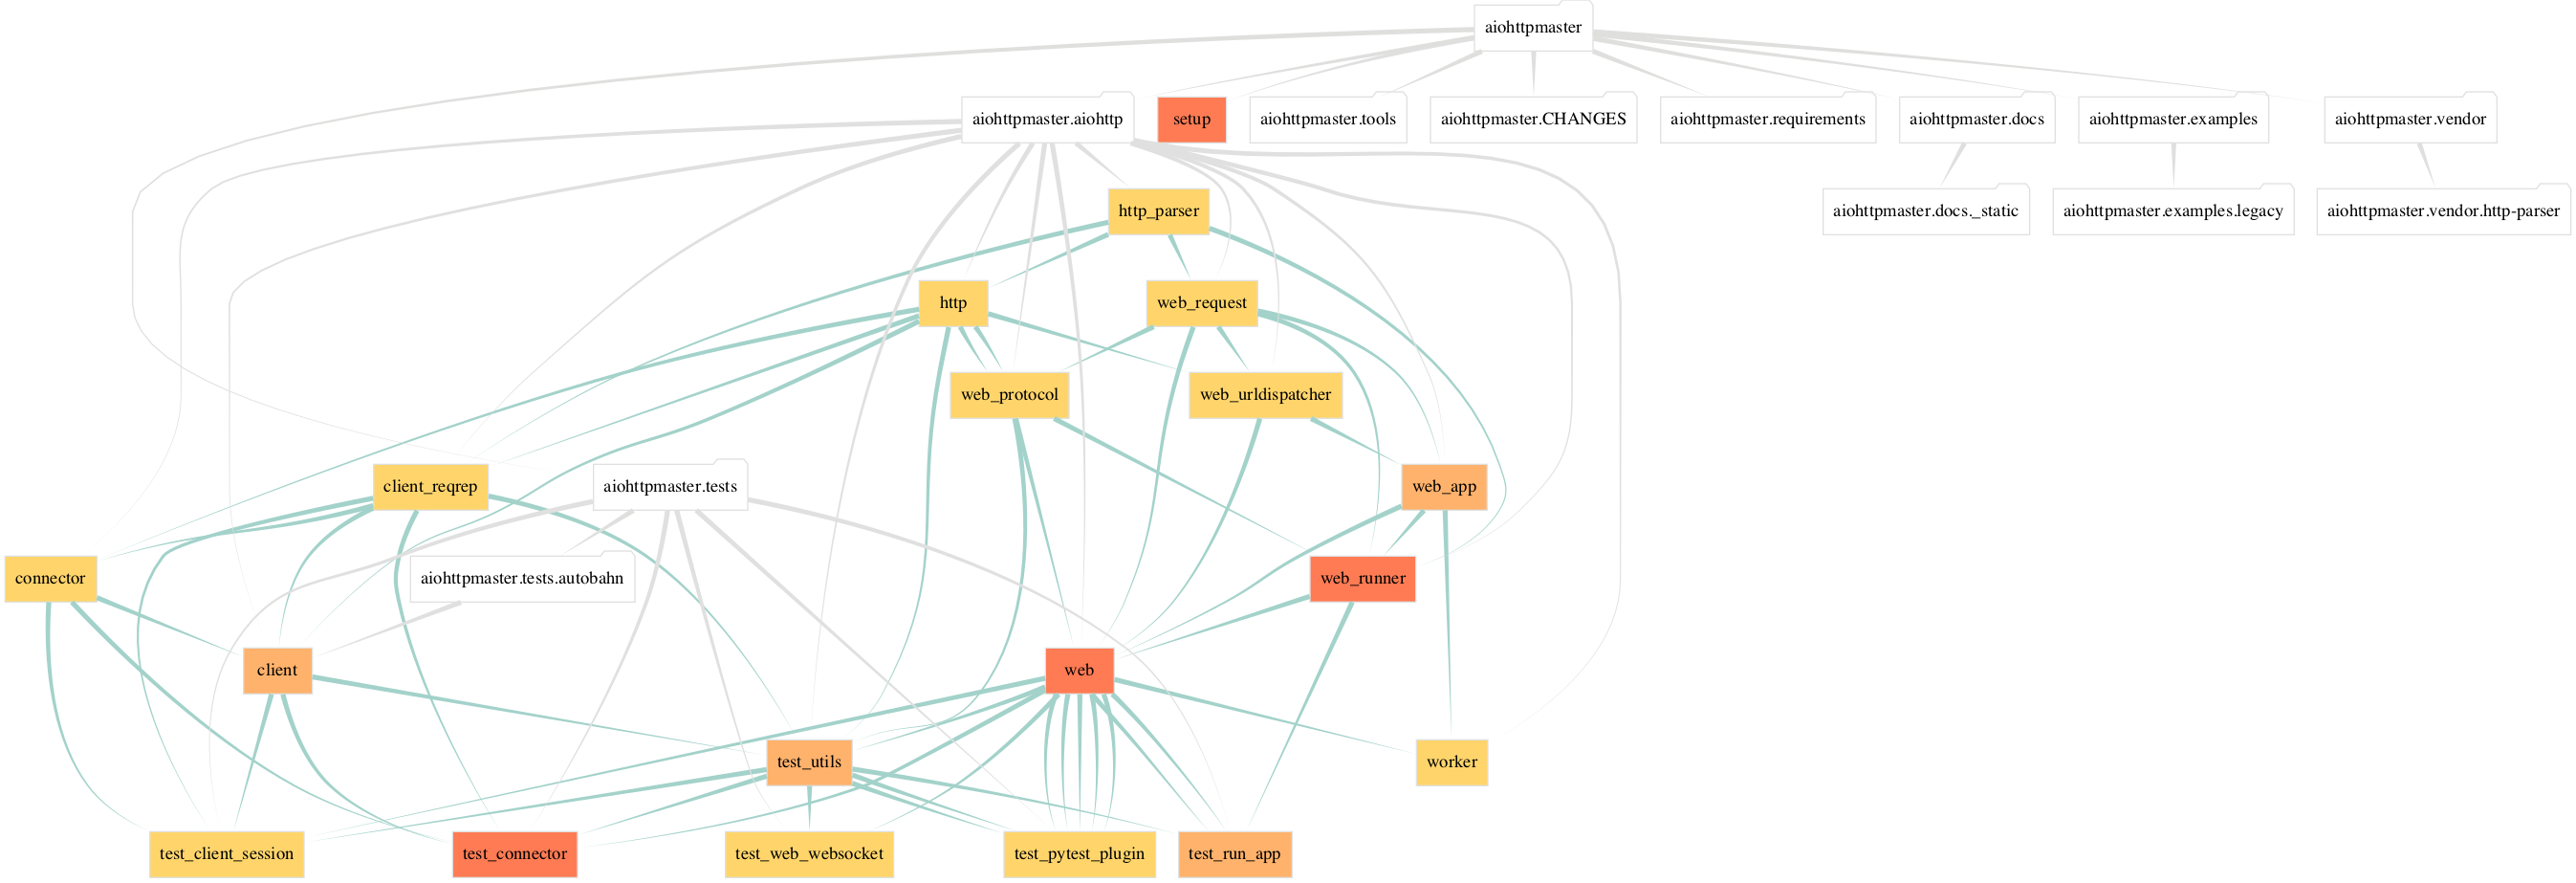 aiohttpmaster
aiohttpmaster.aiohttp
setup
aiohttpmaster.tools
aiohttpmaster.CHANGES
aiohttpmaster.requirements
aiohttpmaster.docs
aiohttpmaster.examples
aiohttpmaster.vendor
http_parser
aiohttpmaster.docs._static
aiohttpmaster.examples.legacy
aiohttpmaster.vendor.http-parser
http
web_request
web_protocol
web_urldispatcher
client_reqrep
aiohttpmaster.tests
web_app
connector
aiohttpmaster.tests.autobahn
web_runner
client
web
test_utils
worker
test_client_session
test_connector
test_web_websocket
test_pytest_plugin
test_run_app